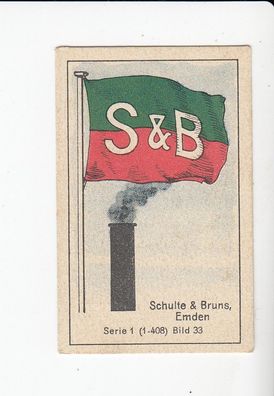 S & B
Schulte & Bruns,
Emden
Serie 1 (1-408) Bild 33